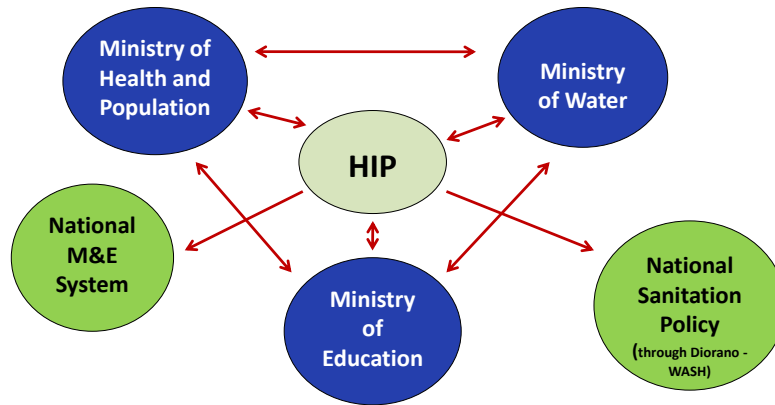 Ministry of
Health and
Population
Ministry
of Water
HIP
National
M&E
System
Ministry
of
Education
National
Sanitation
Policy
(through Diorano -
WASH)